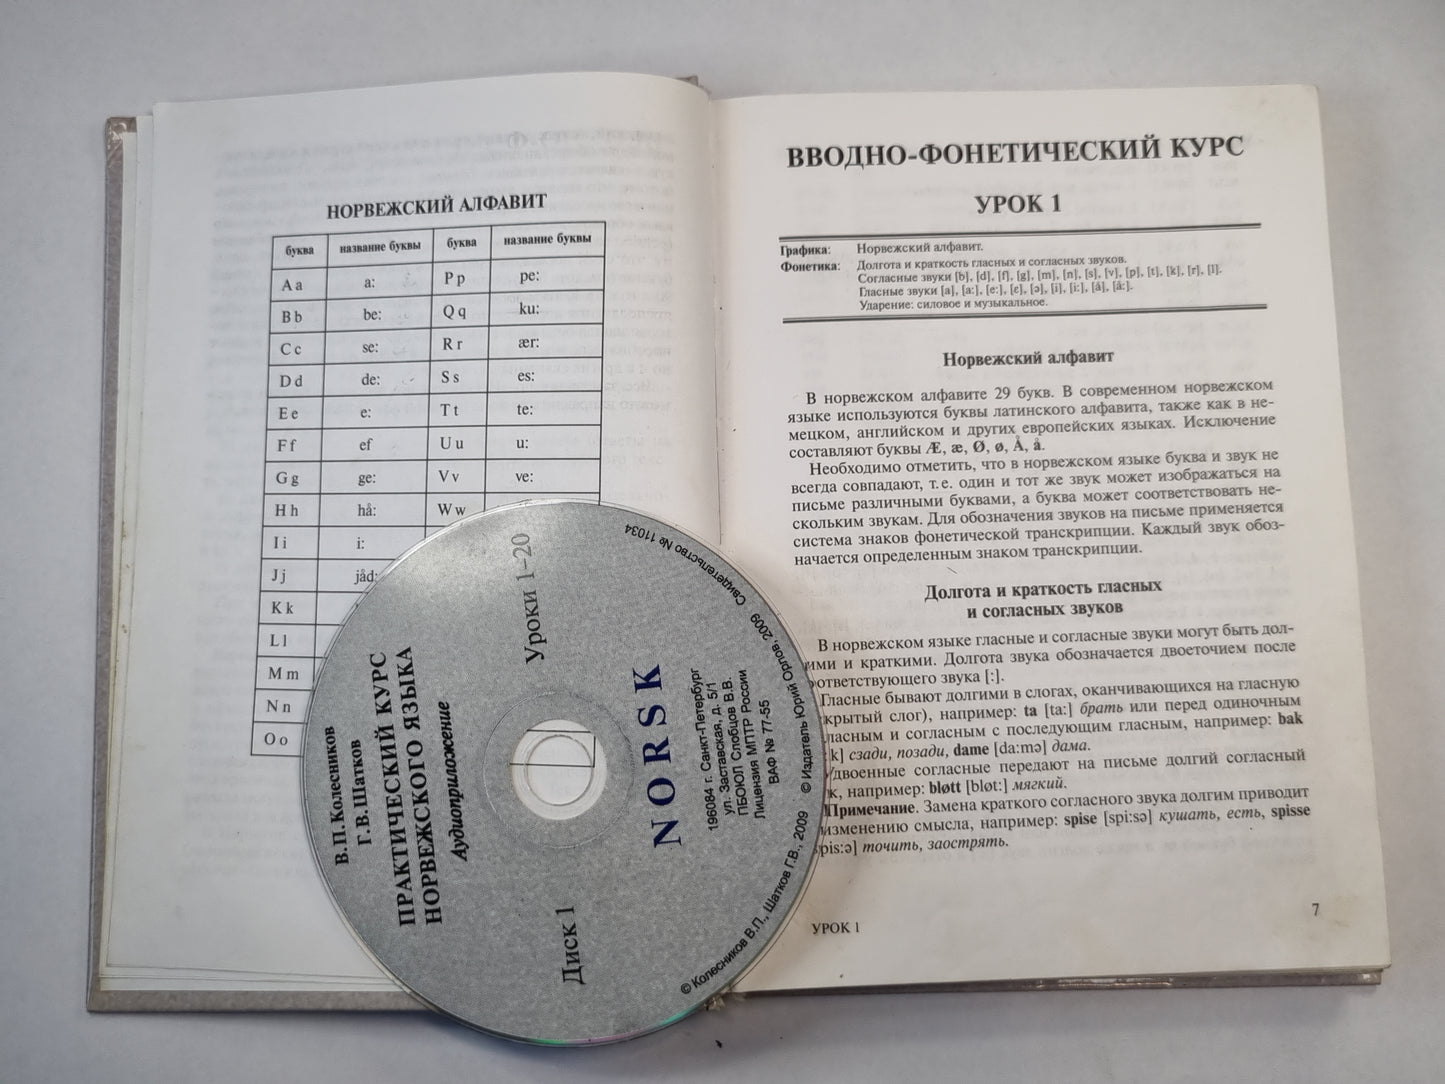 НОРВЕЖСКИЙ АЛФАВИТ
буква название буквы буква название буквы
A a a: P p pe:
B b be: Q q ku:
C c se: R r ær:
D d de: S s es:
E e e: T t te:
F f ef U u u:
G g ge: V v ve:
H h hå: W w
I i i:
J j jåd:
K k
L l
M m
N n
O o
В.П.Колесников
Г.В.Шатков
ПРАКТИЧЕСКИЙ КУРС
НОРВЕЖСКОГО ЯЗЫКА
Аудиоприложение
Диск 1 Уроки 1–20
NORSK
196084 г. Санкт-Петербург
ул. Заставская, д. 5/1
ПБОЮЛ Слобцов В.В.
Лицензия МПТР России
ВАФ № 77-55
© Колесников В.П., Шатков Г.В., 2009
© Издатель Юрий Орлов, 2009
Свидетельство № 11034
ВВОДНО-ФОНЕТИЧЕСКИЙ КУРС
УРОК 1
Графика: Норвежский алфавит.
Фонетика: Долгота и краткость гласных и согласных звуков.
Согласные звуки [b], [d], [f], [g], [m], [n], [s], [v], [p], [t], [k], [r], [l].
Гласные звуки [a], [a:], [e:], [ɛ], [ə], [i], [i:], [å], [å:].
Ударение: силовое и музыкальное.
Норвежский алфавит
В норвежском алфавите 29 букв. В современном норвежском
языке используются буквы латинского алфавита, также как в не-
мецком, английском и других европейских языках. Исключение
составляют буквы Æ, æ, Ø, ø, Å, å.
Необходимо отметить, что в норвежском языке буква и звук не
всегда совпадают, т. е. один и тот же звук может изображаться на
письме различными буквами, а буква может соответствовать не-
скольким звукам. Для обозначения звуков на письме применяется
система знаков фонетической транскрипции. Каждый звук обоз-
начается определенным знаком транскрипции.
Долгота и краткость гласных
и согласных звуков
В норвежском языке гласные и согласные звуки могут быть дол-
ими и краткими. Долгота звука обозначается двоеточием после
ответствующего звука [:].
Гласные бывают долгими в слогах, оканчивающихся на гласную
крытый слог), например: ta [ta:] брать или перед одиночным
ласным и согласным с последующим гласным, например: bak
k] сзади, позади, dame [da:mə] дама.
Удвоенные согласные передают на письме долгий согласный
к, например: bløtt [bløt:] мягкий.
Примечание. Замена краткого согласного звука долгим приводит
изменению смысла, например: spise [spi:sə] кушать, есть, spisse
spis:ə] точить, заострять.
УРОК 1
7